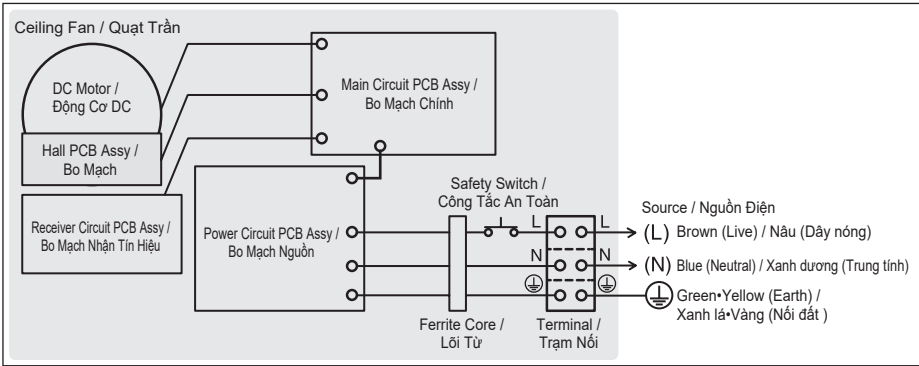 Ceiling Fan / Quạt Trần
DC Motor /
Động Cơ DC
Hall PCB Assy /
Bo Mạch
Receiver Circuit PCB Assy /
Bo Mạch Nhận Tín Hiệu
Main Circuit PCB Assy /
Bo Mạch Chính
Power Circuit PCB Assy /
Bo Mạch Nguồn
Safety Switch /
Công Tắc An Toàn
L L
N N
Ferrite Core /
Lõi Từ
Terminal /
Trạm Nối
Source / Nguồn Điện
(L) Brown (Live) / Nâu (Dây nóng)
(N) Blue (Neutral) / Xanh dương (Trung tính)
Green•Yellow (Earth) /
Xanh lá•Vàng (Nối đất )